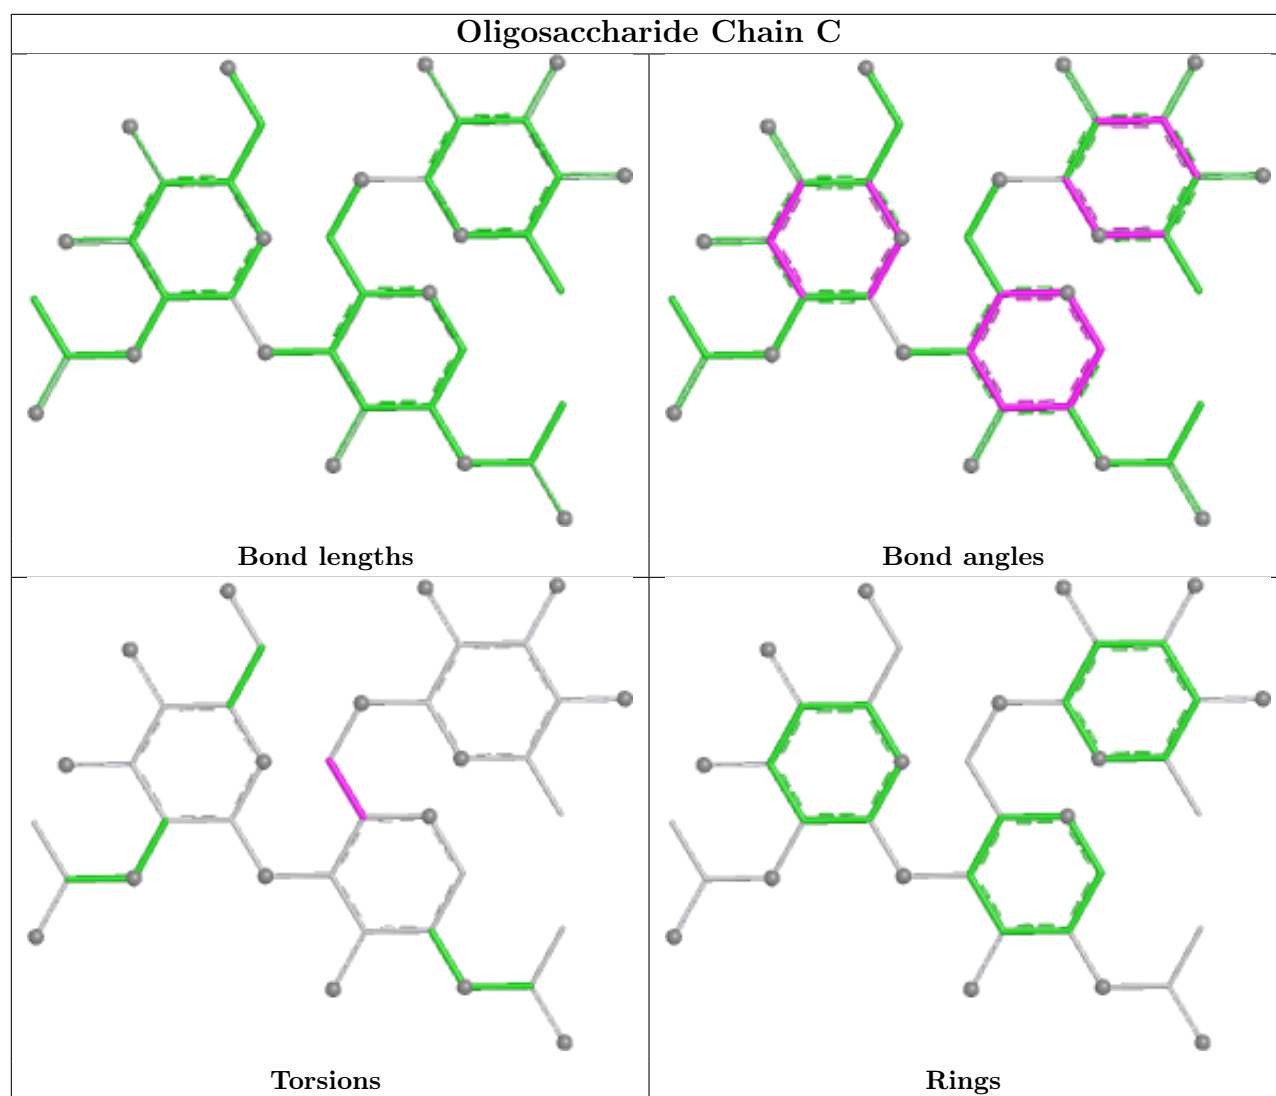 Oligosaccharide Chain C
Bond lengths
Bond angles
Torsions
Rings